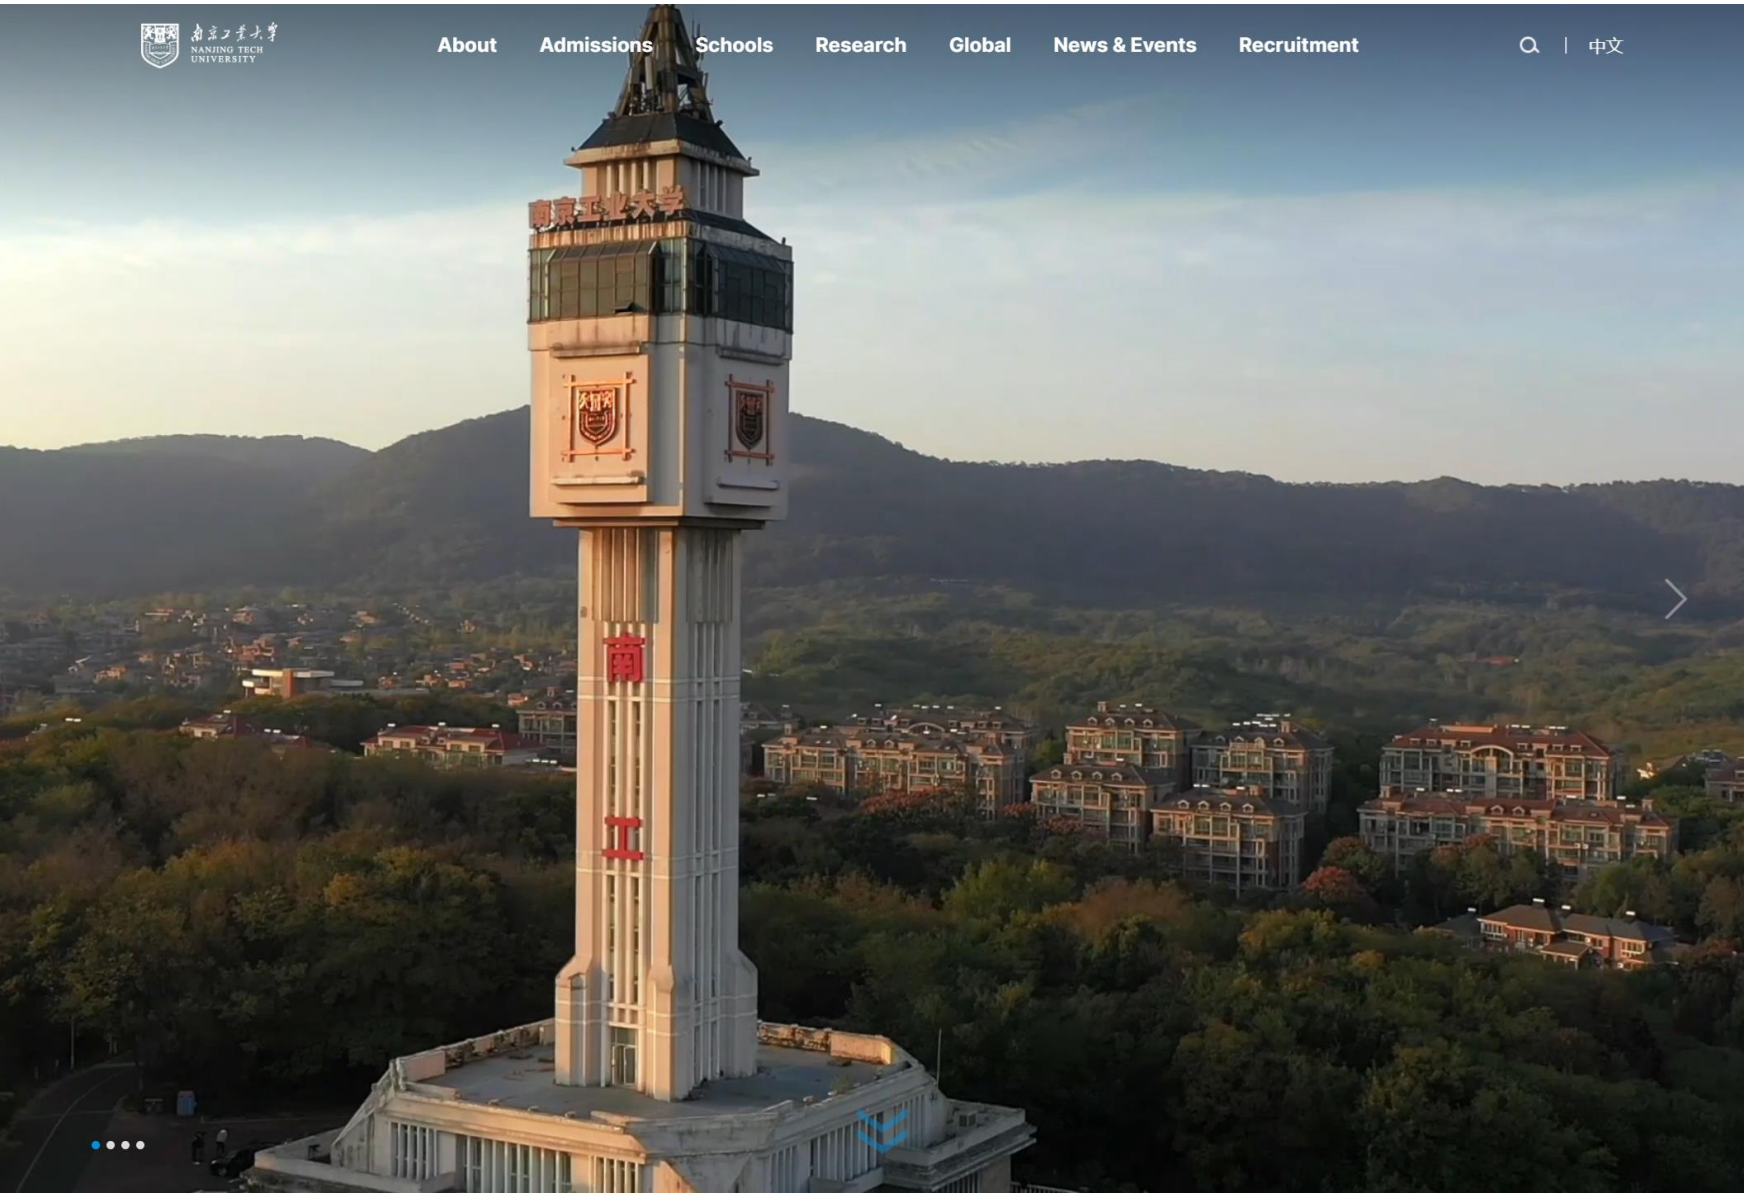 南京工业大学
NANJING TECH
UNIVERSITY
About
Admissions
Schools
Research
Global
News & Events
Recruitment
中文
南京工业大学
南
工